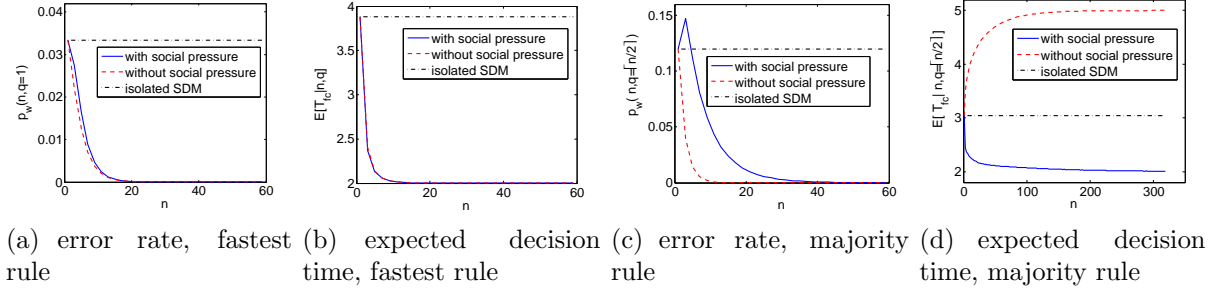 0.04
0.03
0.02
0.01
0
0 20 40 60
n
p_w(n,q=1)
with social pressure
without social pressure
isolated SDM
4
3.5
3
2.5
2
0 20 40 60
n
E[T_fc|n,q]
with social pressure
without social pressure
isolated SDM
0.15
0.1
0.05
0
0 20 40 60
n
p_w( n,q=⌈n/2⌉)
with social pressure
without social pressure
isolated SDM
5
4
3
2
0 100 200 300
n
E[ T_fc| n,q=⌈n/2⌉ ]
with social pressure
without social pressure
isolated SDM
(a) error rate, fastest
rule
(b) expected decision
time, fastest rule
(c) error rate, majority
rule
(d) expected decision
time, majority rule